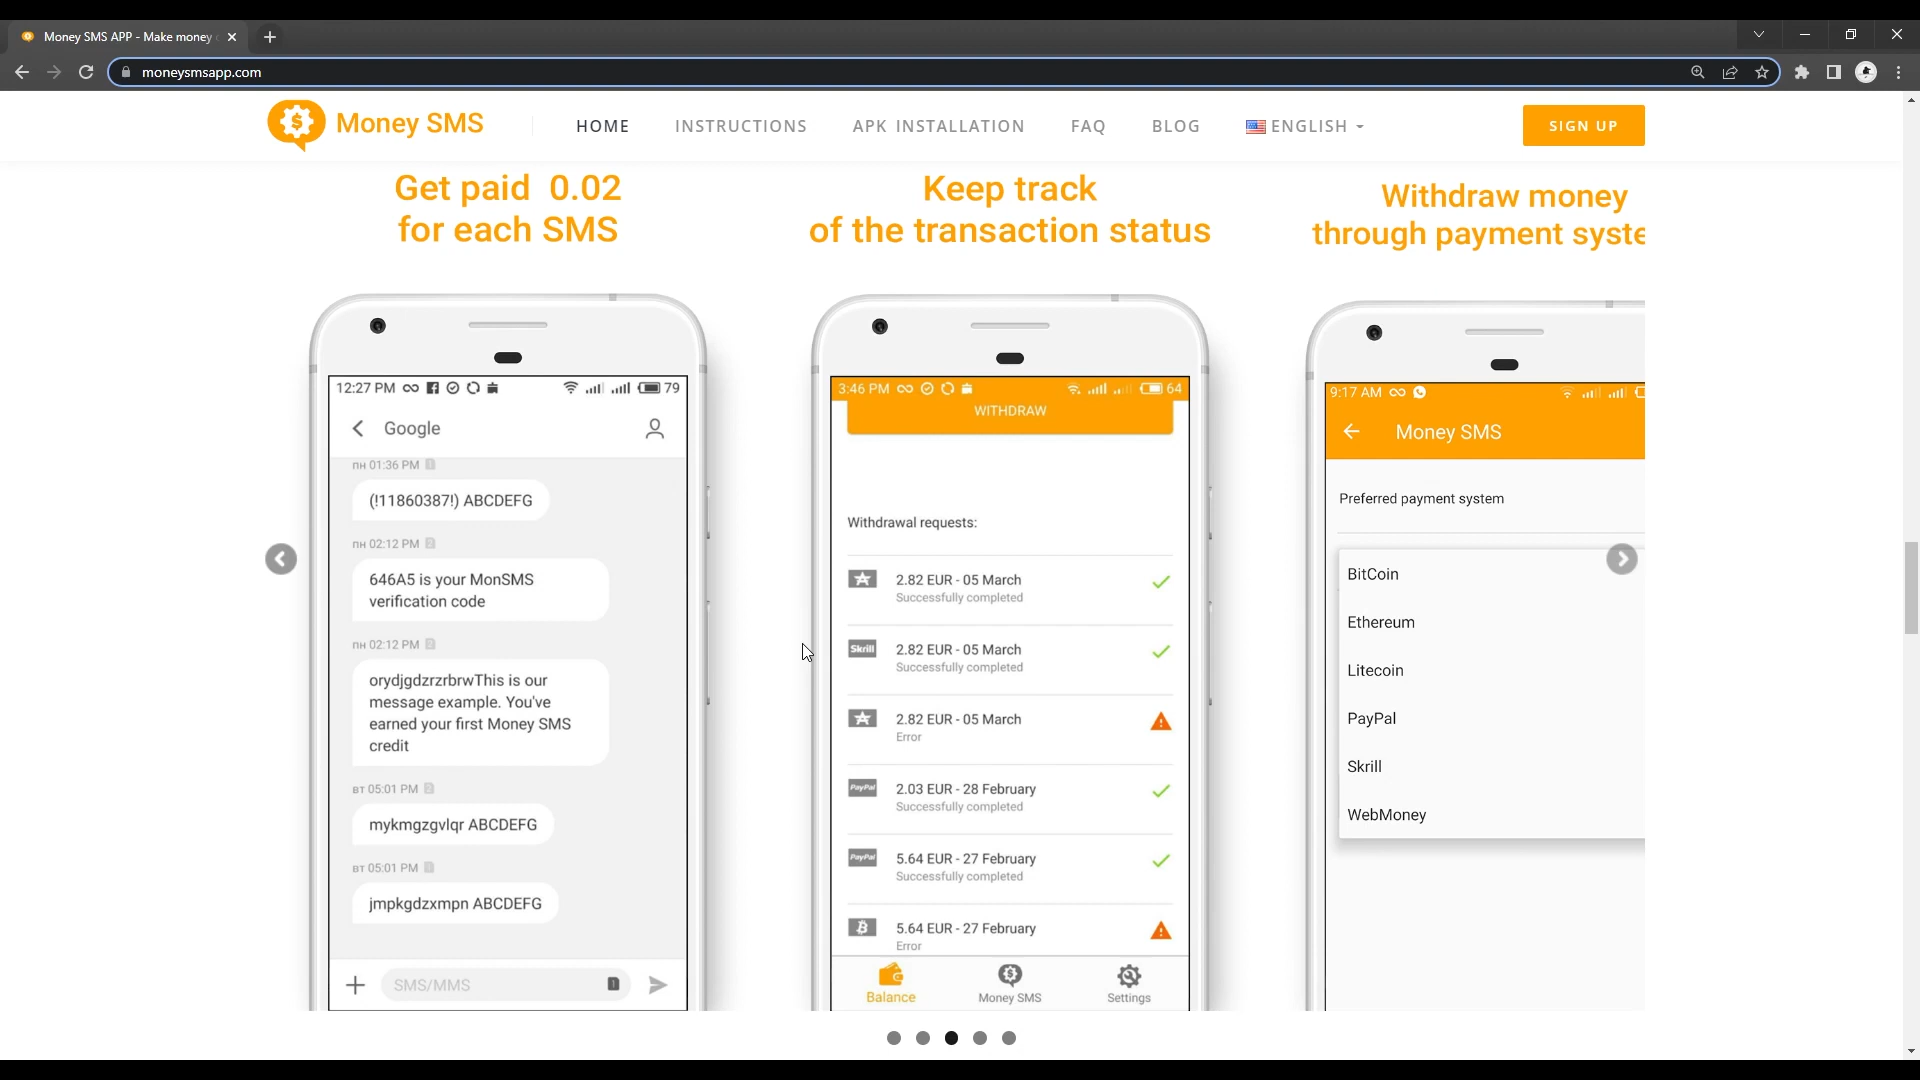 Money SMS APP - Make money
moneysmsapp.com
Money SMS
HOME
INSTRUCTIONS
APK INSTALLATION
FAQ
BLOG
ENGLISH
SIGN UP
Get paid 0.02
for each SMS
12:27 PM
79
Google
пн 01:36 PM 1
(!11860387!) ABCDEFG
пн 02:12 PM 2
646A5 is your MonSMS
verification code
пн 02:12 PM 2
orydjgdzrzrbrwThis is our
message example. You've
earned your first Money SMS
credit
вт 05:01 PM 2
mykmgzgvlqr ABCDEFG
вт 05:01 PM 1
jmpkgdzxmpn ABCDEFG
SMS/MMS
1
Keep track
of the transaction status
3:46 PM
64
WITHDRAW
Withdrawal requests:
2.82 EUR - 05 March
Successfully completed
Skrill
2.82 EUR - 05 March
Successfully completed
2.82 EUR - 05 March
Error
PayPal
2.03 EUR - 28 February
Successfully completed
PayPal
5.64 EUR - 27 February
Successfully completed
5.64 EUR - 27 February
Error
Balance
Money SMS
Settings
Withdraw money
through payment syste
9:17 AM
Money SMS
Preferred payment system
BitCoin
Ethereum
Litecoin
PayPal
Skrill
WebMoney